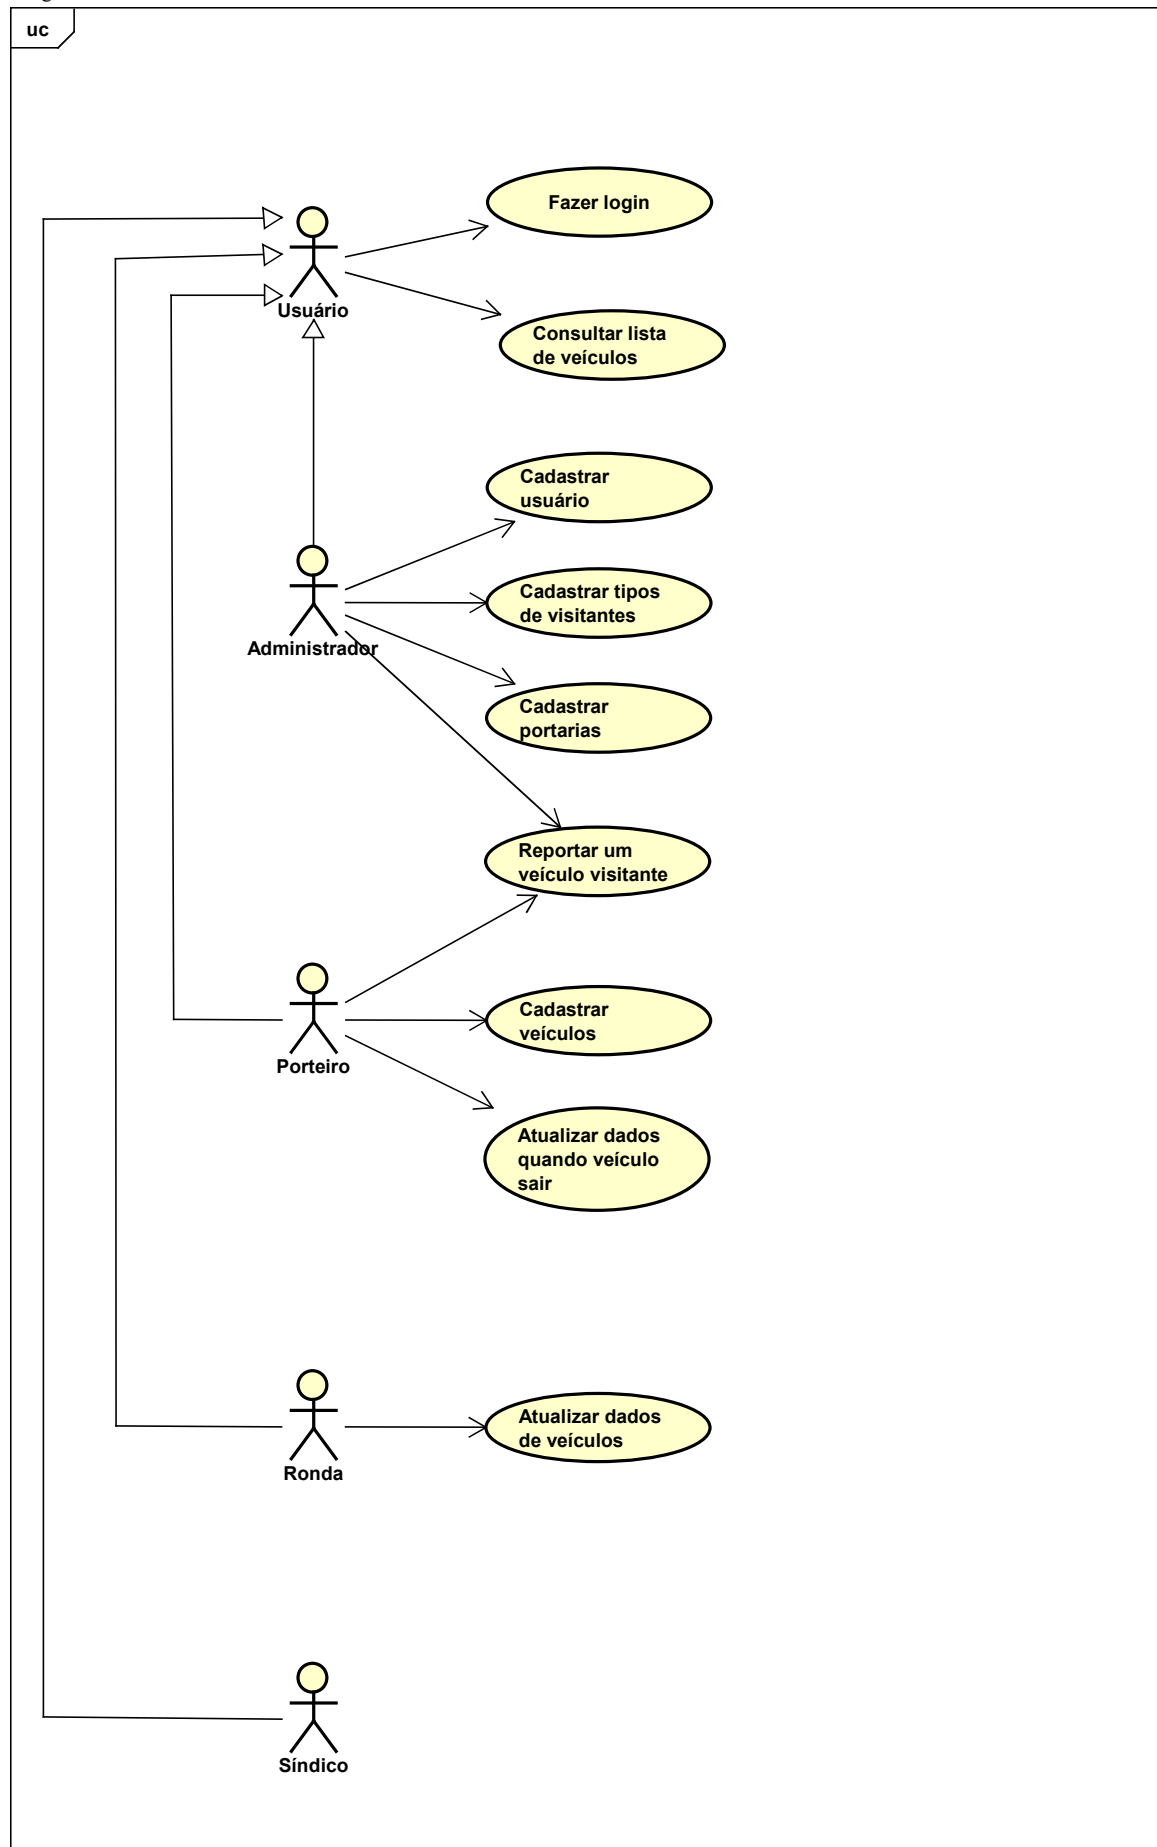 uc
Fazer login
Usuário
Consultar lista
de veículos
Cadastrar
usuário
Cadastrar tipos
de visitantes
Administrador
Cadastrar
portarias
Reportar um
veículo visitante
Cadastrar
veículos
Porteiro
Atualizar dados
quando veículo
sair
Atualizar dados
de veículos
Ronda
Síndico